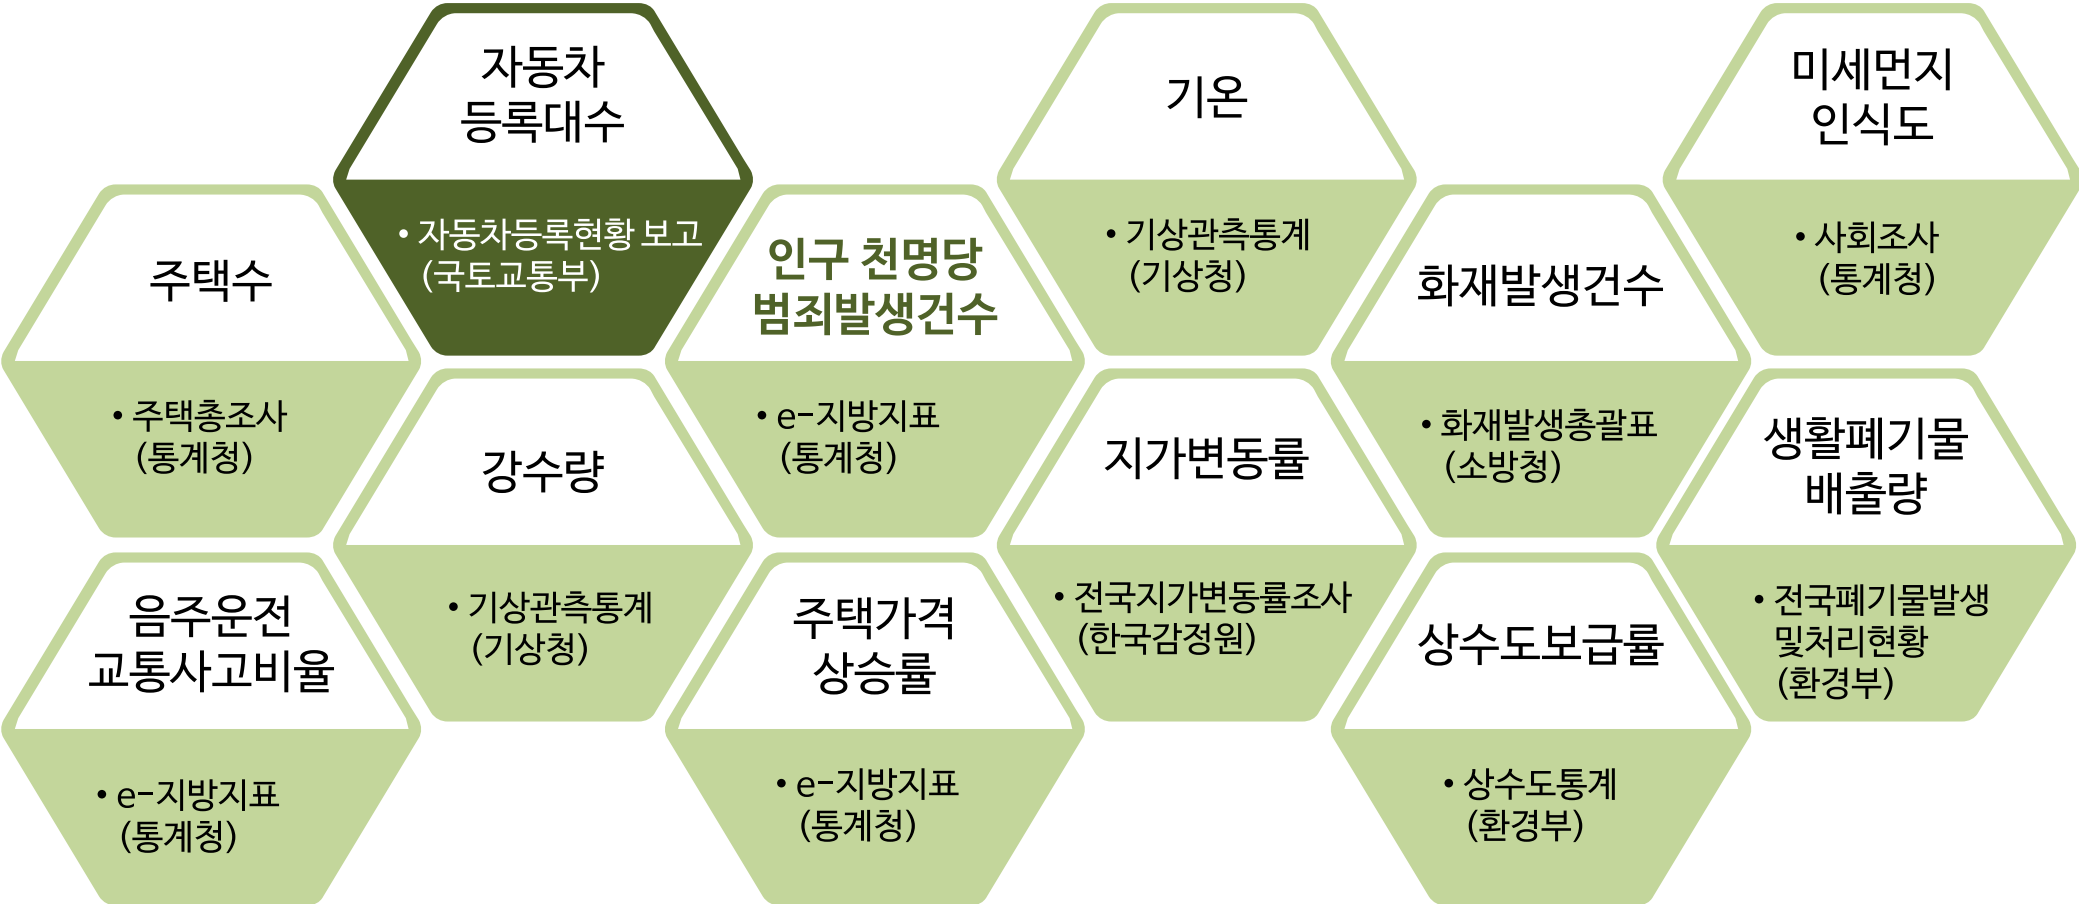 자동차
등록대수
• 자동차등록현황 보고
(국토교통부)
기온
• 기상관측통계
(기상청)
미세먼지
인식도
• 사회조사
(통계청)
주택수
• 주택총조사
(통계청)
인구 천명당
범죄발생건수
• e-지방지표
(통계청)
화재발생건수
• 화재발생총괄표
(소방청)
강수량
• 기상관측통계
(기상청)
지가변동률
• 전국지가변동률조사
(한국감정원)
생활폐기물
배출량
• 전국폐기물발생
및처리현황
(환경부)
음주운전
교통사고비율
• e-지방지표
(통계청)
주택가격
상승률
• e-지방지표
(통계청)
상수도보급률
• 상수도통계
(환경부)